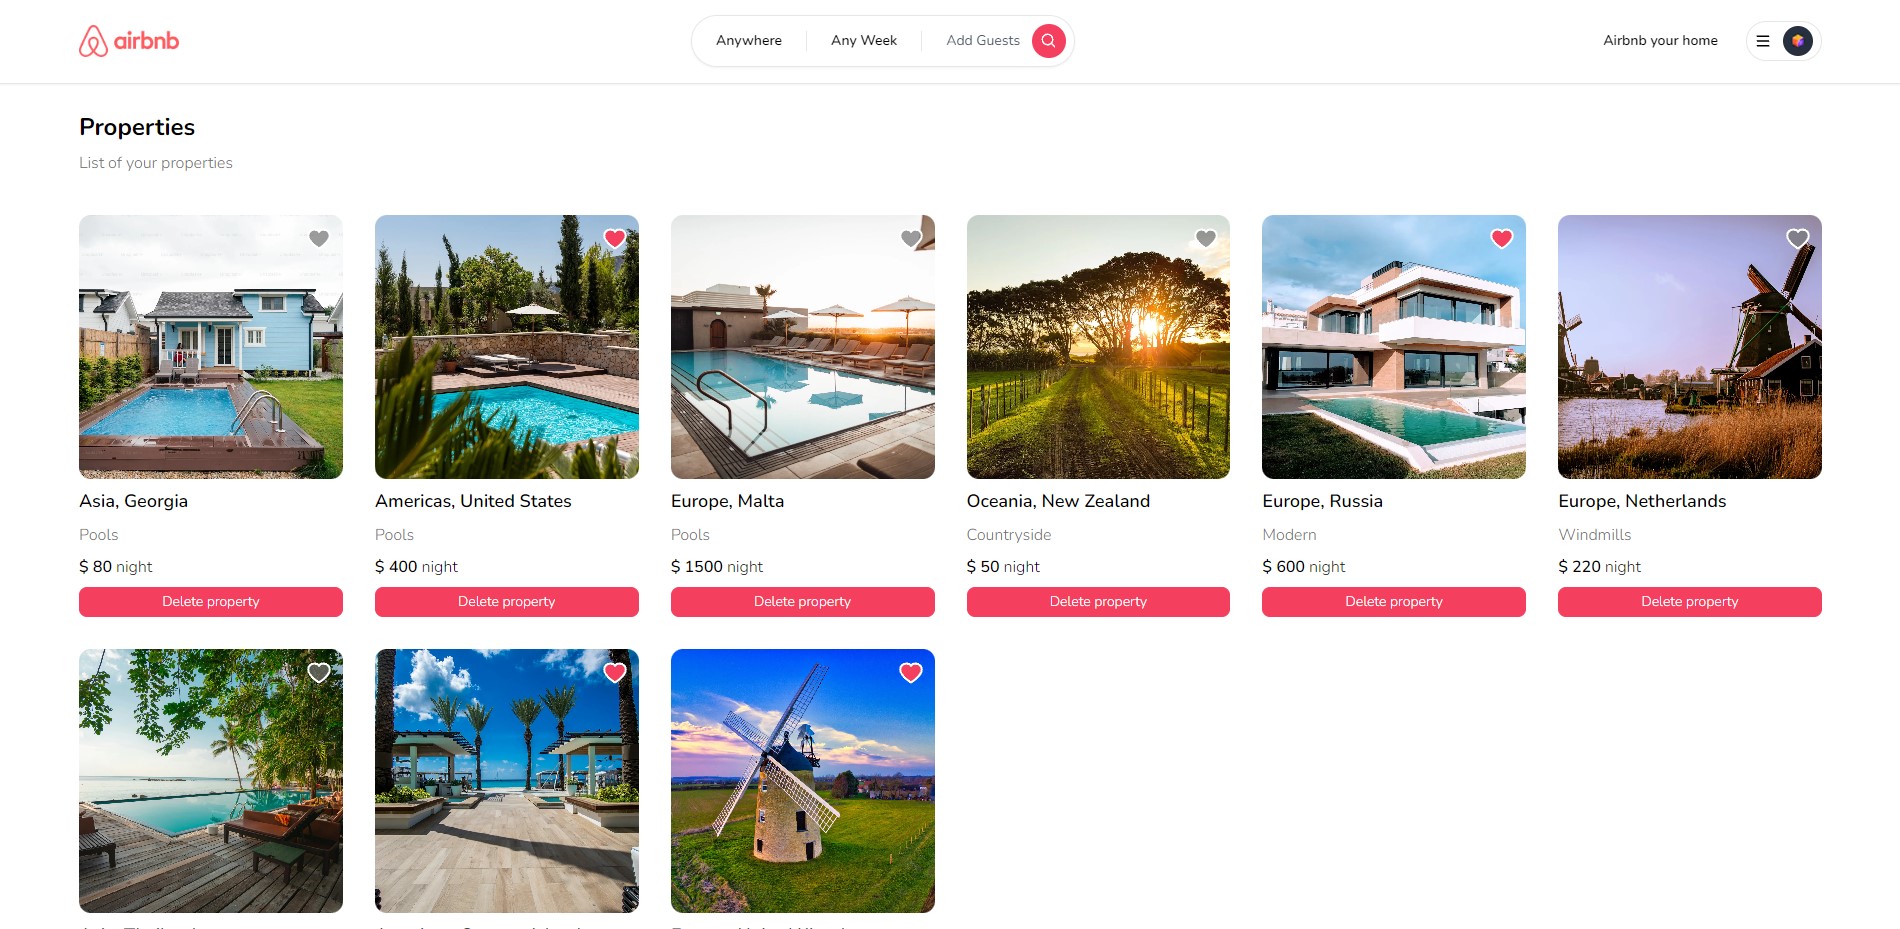 airbnb
Anywhere
Any Week
Add Guests
Airbnb your home
Properties
List of your properties
Asia, Georgia
Pools
$ 80 night
Delete property
Americas, United States
Pools
$ 400 night
Delete property
Europe, Malta
Pools
$ 1500 night
Delete property
Oceania, New Zealand
Countryside
$ 50 night
Delete property
Europe, Russia
Modern
$ 600 night
Delete property
Europe, Netherlands
Windmills
$ 220 night
Delete property